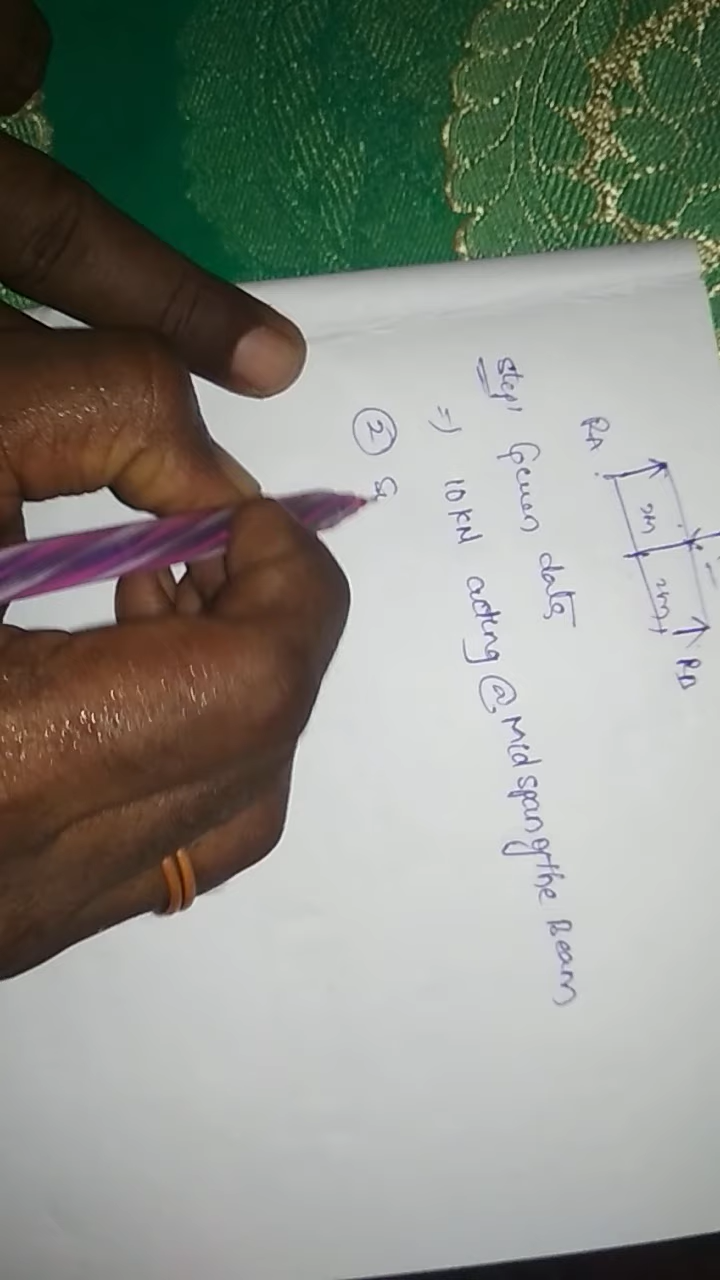 RA 2m 2m RB
Step1 Given data,
=> 10 KN acting @ Mid span of the Beam
② S